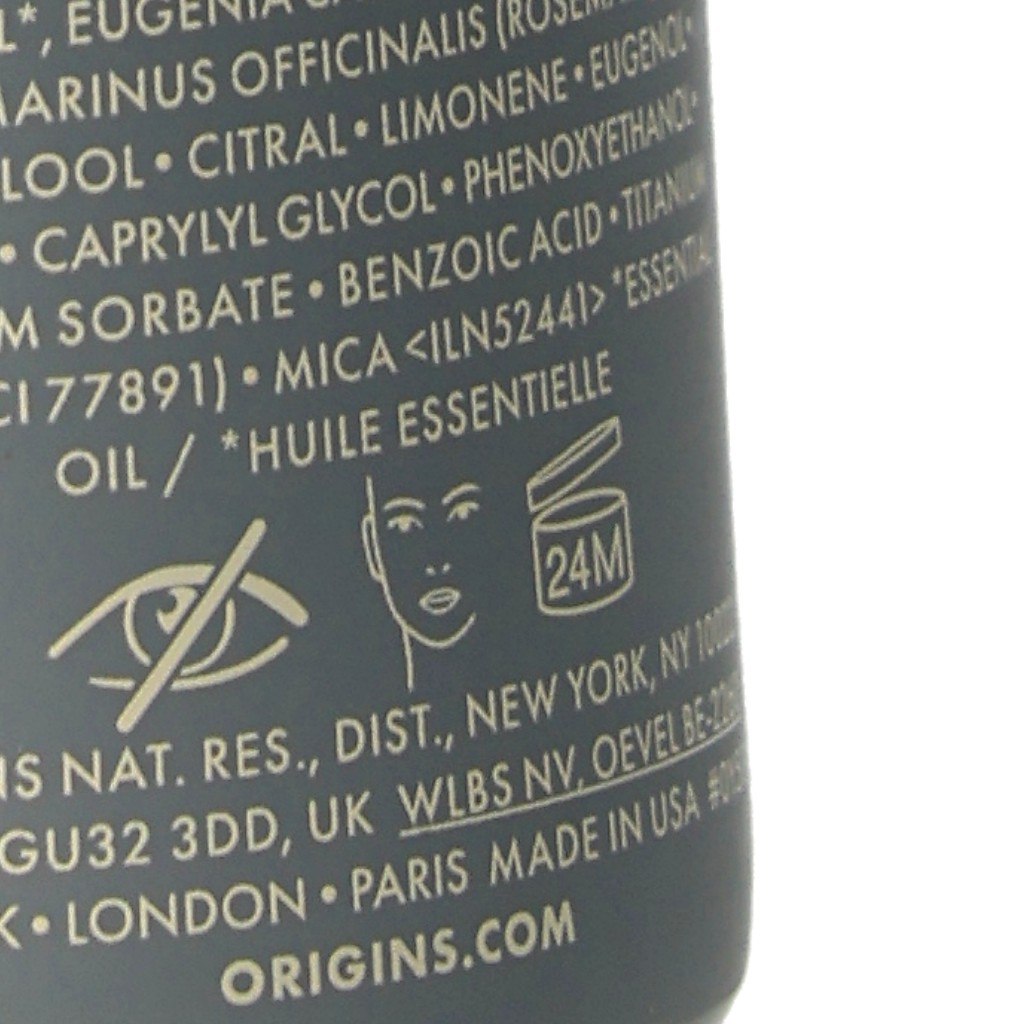 L*, EUGENIA
MARINUS OFFICINALIS
LOOL • CITRAL • LIMONENE • EUGENOL •
• CAPRYLYL GLYCOL • PHENOXYETHANOL •
M SORBATE • BENZOIC ACID • TITANIUM
CI 77891) • MICA <ILN52441> *ESSENTIAL
OIL / *HUILE ESSENTIELLE
24M
NS NAT. RES., DIST., NEW YORK, NY
GU32 3DD, UK WLBS NV, OEVEL
K • LONDON • PARIS MADE IN USA
ORIGINS.COM